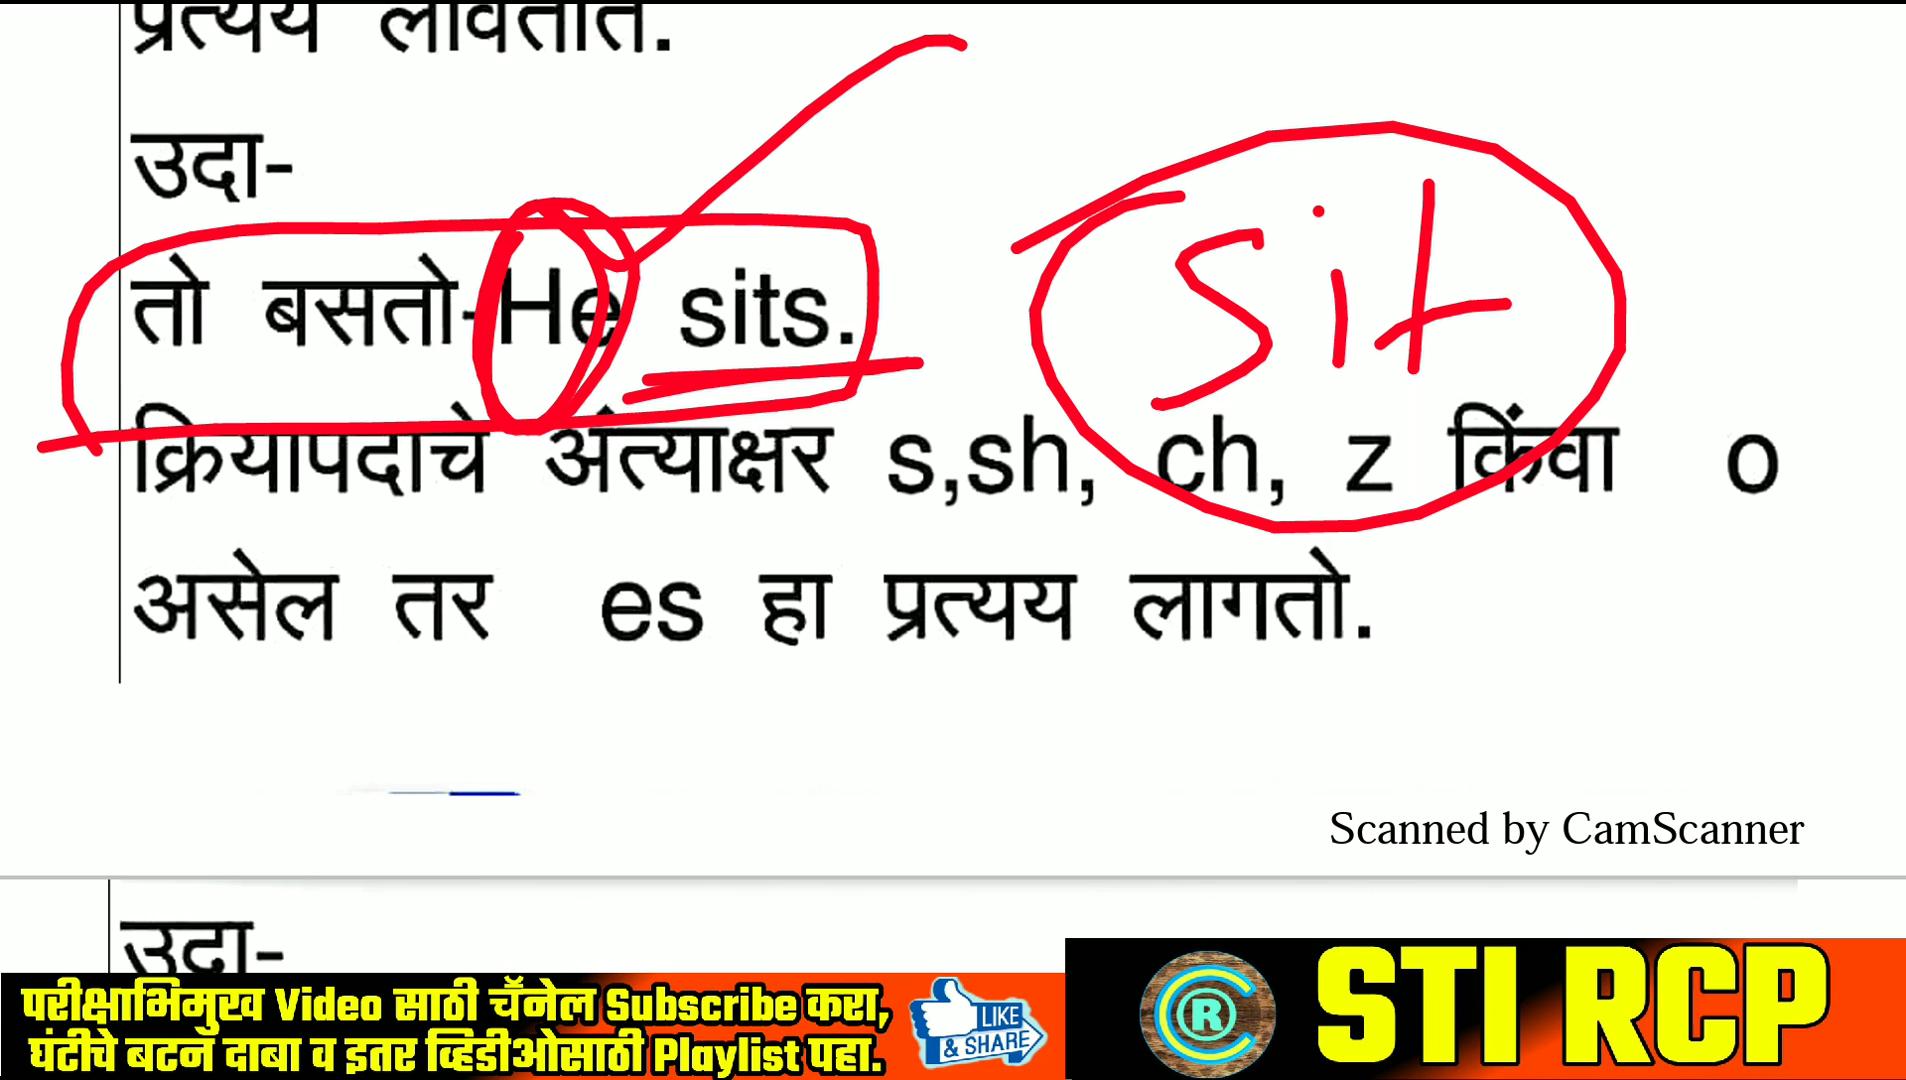 प्रत्यय लावतात.
उदा-
तो बसतो-He sits.
sit
क्रियापदाचे अंत्याक्षर s,sh, ch, z किंवा o
असेल तर es हा प्रत्यय लागतो.
Scanned by CamScanner
उदा-
परीक्षाभिमुख Video साठी चॅनेल Subscribe करा,
घंटीचे बटन दाबा व इतर व्हिडीओसाठी Playlist पहा.
LIKE
& SHARE
C R
STI RCP